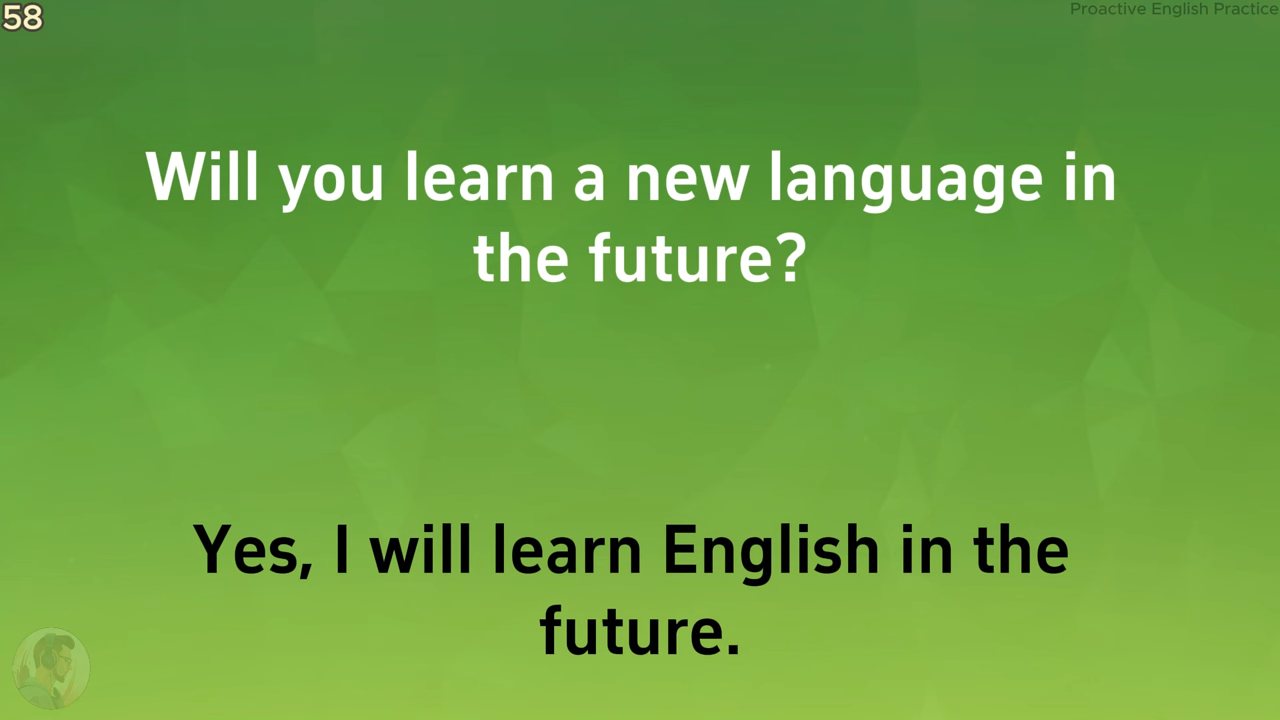 58
Proactive English Practice
Will you learn a new language in
the future?
Yes, I will learn English in the
future.